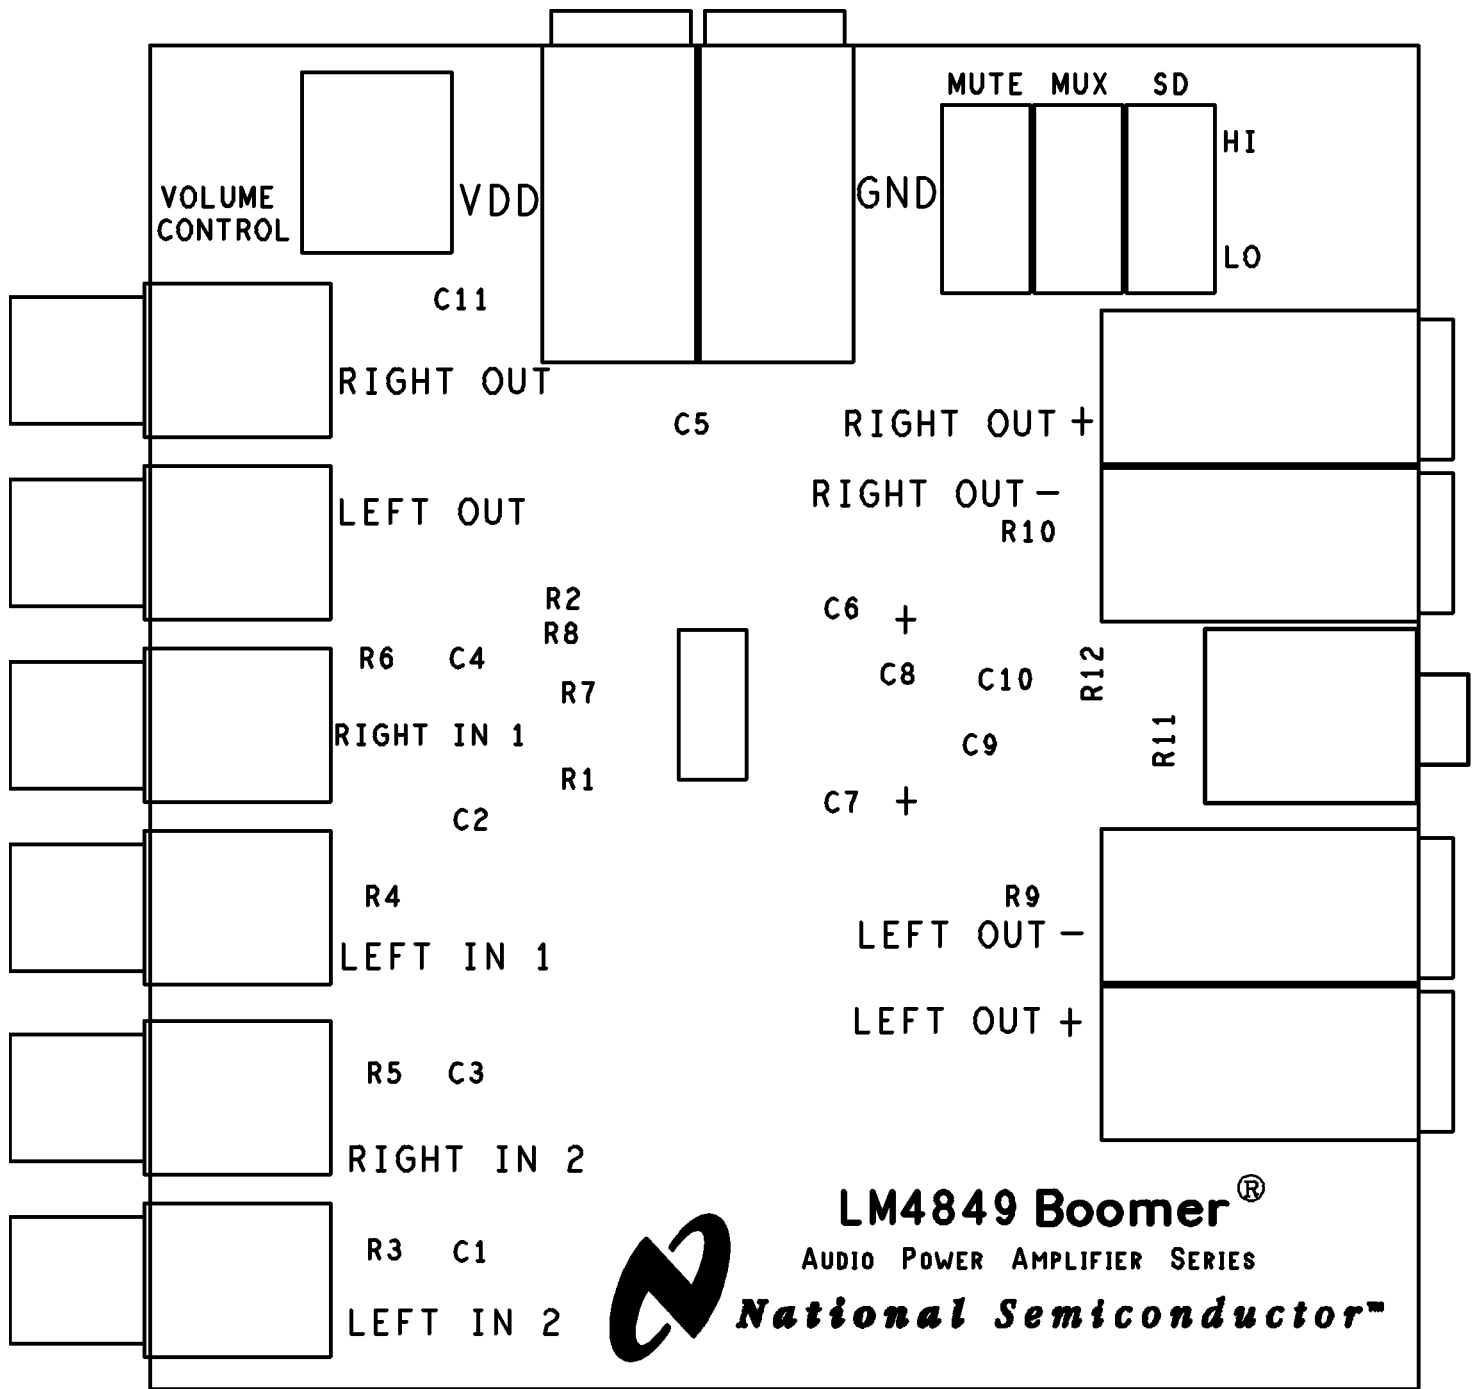 MUTE MUX SD
HI
VOLUME
CONTROL
VDD
GND
LO
C11
RIGHT OUT
C5
RIGHT OUT +
RIGHT OUT -
LEFT OUT
R10
R2
C6 +
R8
R6 C4
R12
C8
C10
R7
RIGHT IN 1
R11
C9
R1
C7 +
C2
R4
R9
LEFT OUT -
LEFT IN 1
LEFT OUT +
R5 C3
RIGHT IN 2
LM4849 Boomer®
R3 C1
AUDIO POWER AMPLIFIER SERIES
National Semiconductor™
LEFT IN 2